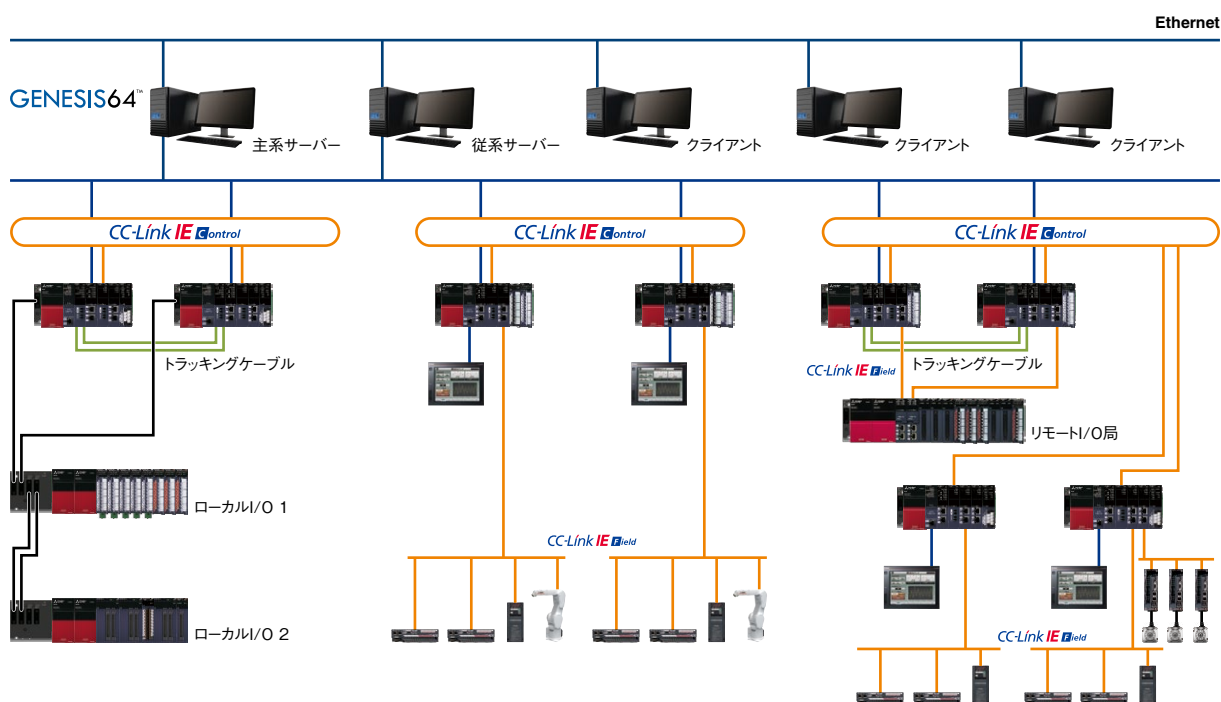 Ethernet
GENESIS64™
主系サーバー
従系サーバー
クライアント
クライアント
クライアント
CC-Link IE Control
CC-Link IE Control
CC-Link IE Control
トラッキングケーブル
CC-Link IE Field
トラッキングケーブル
リモートI/O局
ローカルI/O 1
CC-Link IE Field
ローカルI/O 2
CC-Link IE Field